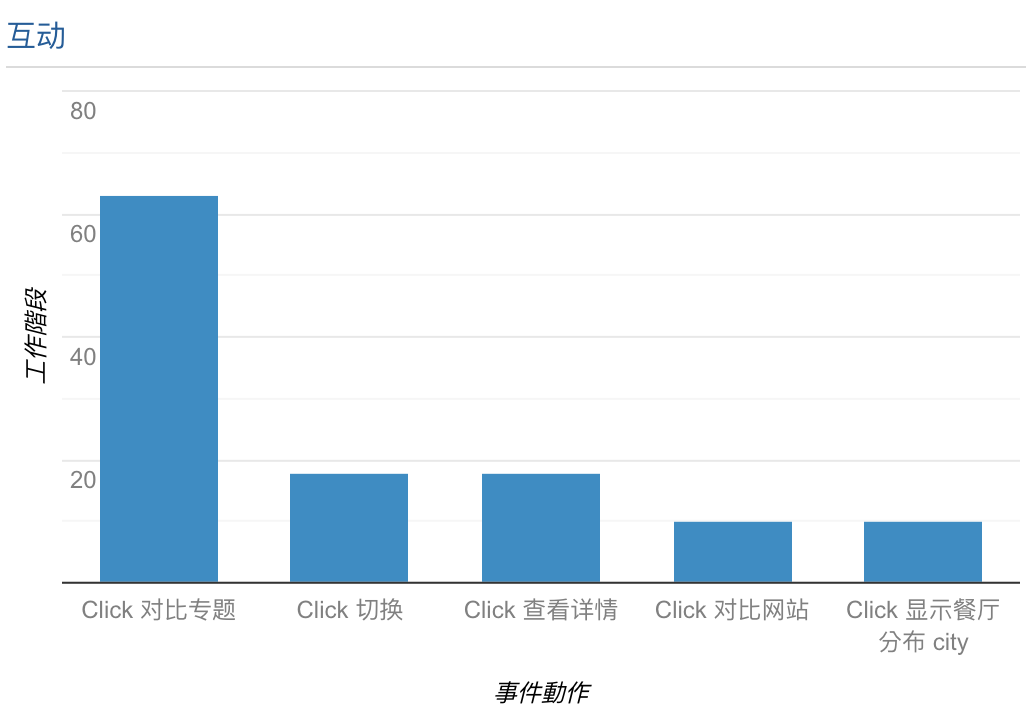 互动
80
60
40
20
工作階段
Click 对比专题
Click 切换
Click 查看详情
Click 对比网站
Click 显示餐厅
分布 city
事件動作